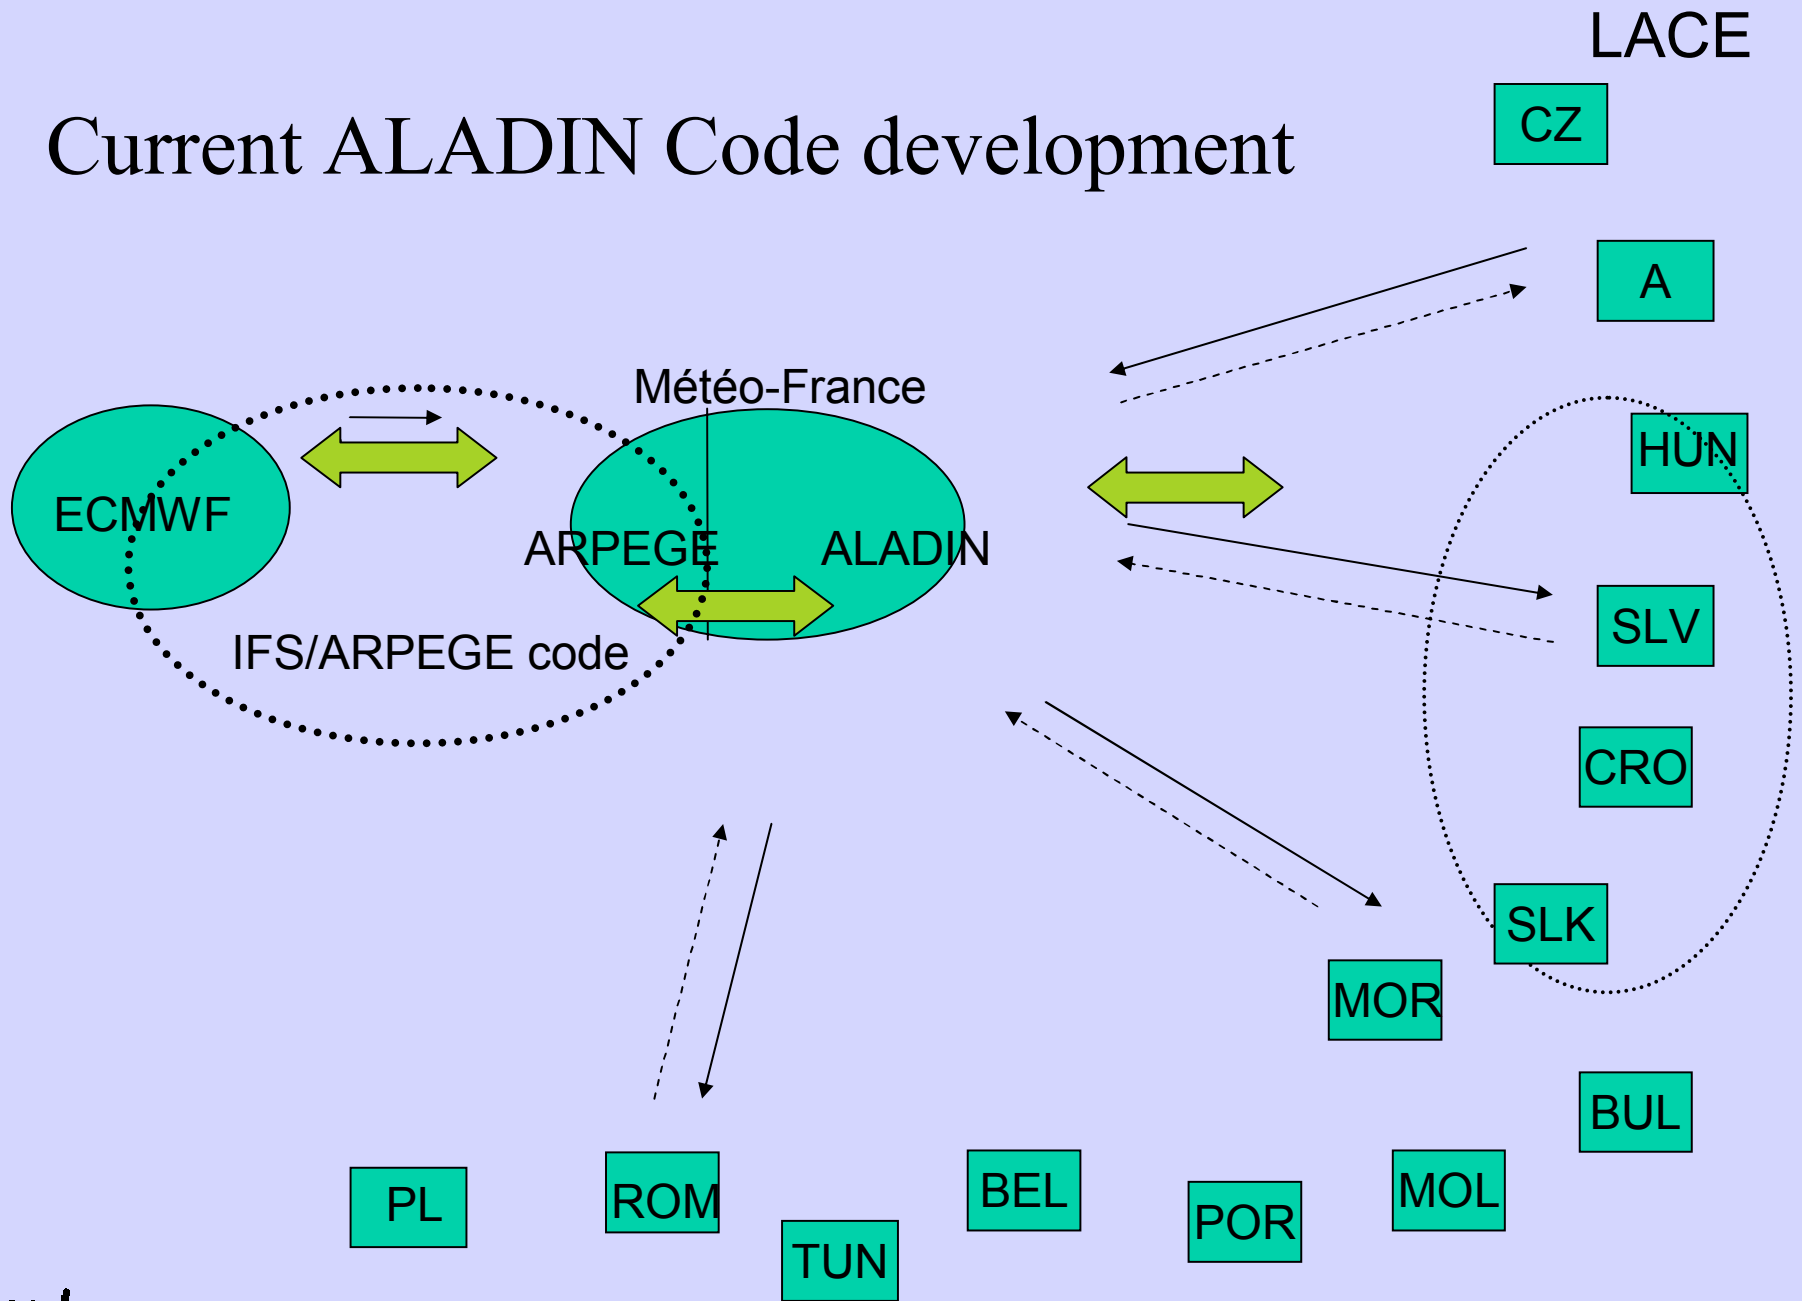 LACE
CZ
Current ALADIN Code development
A
Météo-France
HUN
ECMWF
ARPEGE
ALADIN
SLV
IFS/ARPEGE code
CRO
SLK
MOR
BUL
PL
ROM
BEL
MOL
POR
TUN